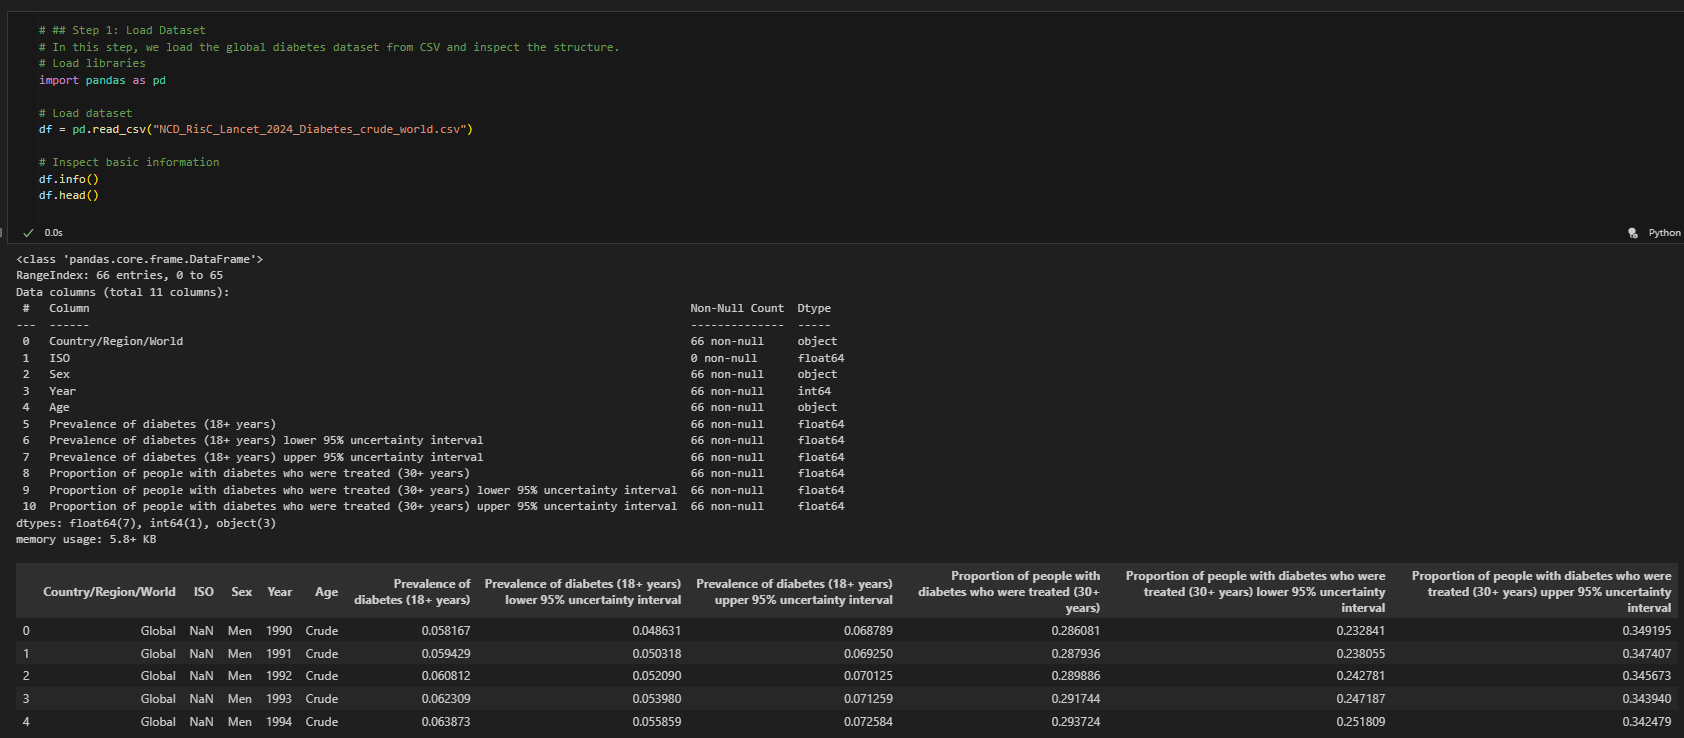 # ## Step 1: Load Dataset
# In this step, we load the global diabetes dataset from CSV and inspect the structure.
# Load libraries
import pandas as pd
# Load dataset
df = pd.read_csv("NCD_RisC_Lancet_2024_Diabetes_crude_world.csv")
# Inspect basic information
df.info()
df.head()
0.0s
Python
<class 'pandas.core.frame.DataFrame'>
RangeIndex: 66 entries, 0 to 65
Data columns (total 11 columns):
# Column Non-Null Count Dtype
--- ------ -------------- -----
0 Country/Region/World 66 non-null object
1 ISO 0 non-null float64
2 Sex 66 non-null object
3 Year 66 non-null int64
4 Age 66 non-null object
5 Prevalence of diabetes (18+ years) 66 non-null float64
6 Prevalence of diabetes (18+ years) lower 95% uncertainty interval 66 non-null float64
7 Prevalence of diabetes (18+ years) upper 95% uncertainty interval 66 non-null float64
8 Proportion of people with diabetes who were treated (30+ years) 66 non-null float64
9 Proportion of people with diabetes who were treated (30+ years) lower 95% uncertainty interval 66 non-null float64
10 Proportion of people with diabetes who were treated (30+ years) upper 95% uncertainty interval 66 non-null float64
dtypes: float64(7), int64(1), object(3)
memory usage: 5.8+ KB
Country/Region/World ISO Sex Year Age
Prevalence of
diabetes (18+ years)
Prevalence of diabetes (18+ years)
lower 95% uncertainty interval
Prevalence of diabetes (18+ years)
upper 95% uncertainty interval
Proportion of people with
diabetes who were treated (30+
years)
Proportion of people with diabetes who were
treated (30+ years) lower 95% uncertainty
interval
Proportion of people with diabetes who were
treated (30+ years) upper 95% uncertainty
interval
0 Global NaN Men 1990 Crude 0.058167 0.048631 0.068789 0.286081 0.232841 0.349195
1 Global NaN Men 1991 Crude 0.059429 0.050318 0.069250 0.287936 0.238055 0.347407
2 Global NaN Men 1992 Crude 0.060812 0.052090 0.070125 0.289886 0.242781 0.345673
3 Global NaN Men 1993 Crude 0.062309 0.053980 0.071259 0.291744 0.247187 0.343940
4 Global NaN Men 1994 Crude 0.063873 0.055859 0.072584 0.293724 0.251809 0.342479